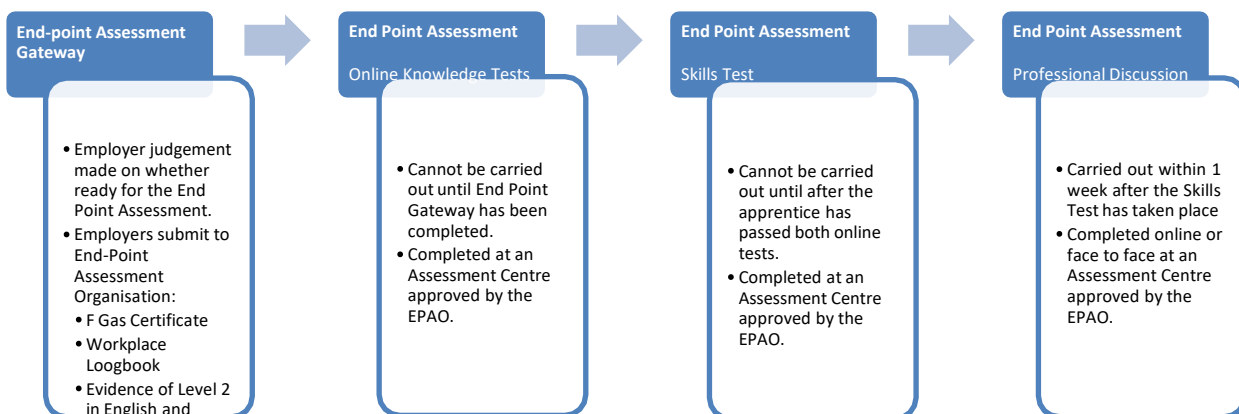 End-point Assessment
Gateway
• Employer judgement
made on whether
ready for the End
Point Assessment.
• Employers submit to
End-Point
Assessment
Organisation:
• F Gas Certificate
• Workplace
Loogbook
• Evidence of Level 2
in English and
End Point Assessment
Online Knowledge Tests
• Cannot be carried
out until End Point
Gateway has been
completed.
• Completed at an
Assessment Centre
approved by the
EPAO.
End Point Assessment
Skills Test
• Cannot be carried
out until after the
apprentice has
passed both online
tests.
• Completed at an
Assessment Centre
approved by the
EPAO.
End Point Assessment
Professional Discussion
• Carried out within 1
week after the Skills
Test has taken place
• Completed online or
face to face at an
Assessment Centre
approved by the
EPAO.